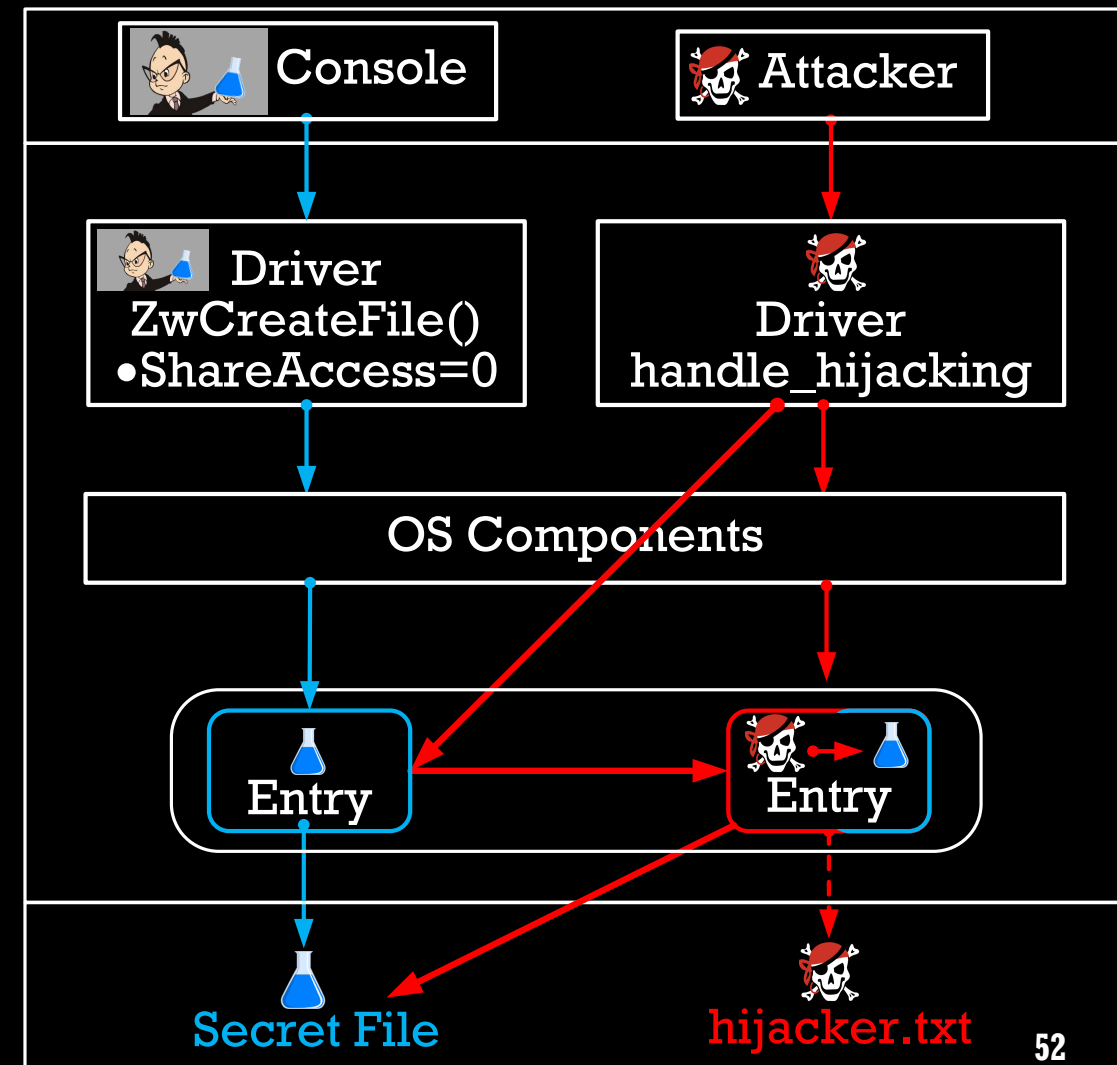 Console
Attacker
Driver
ZwCreateFile()
●ShareAccess=0
Driver
handle_hijacking
OS Components
Entry
Entry
Secret File
hijacker.txt
52